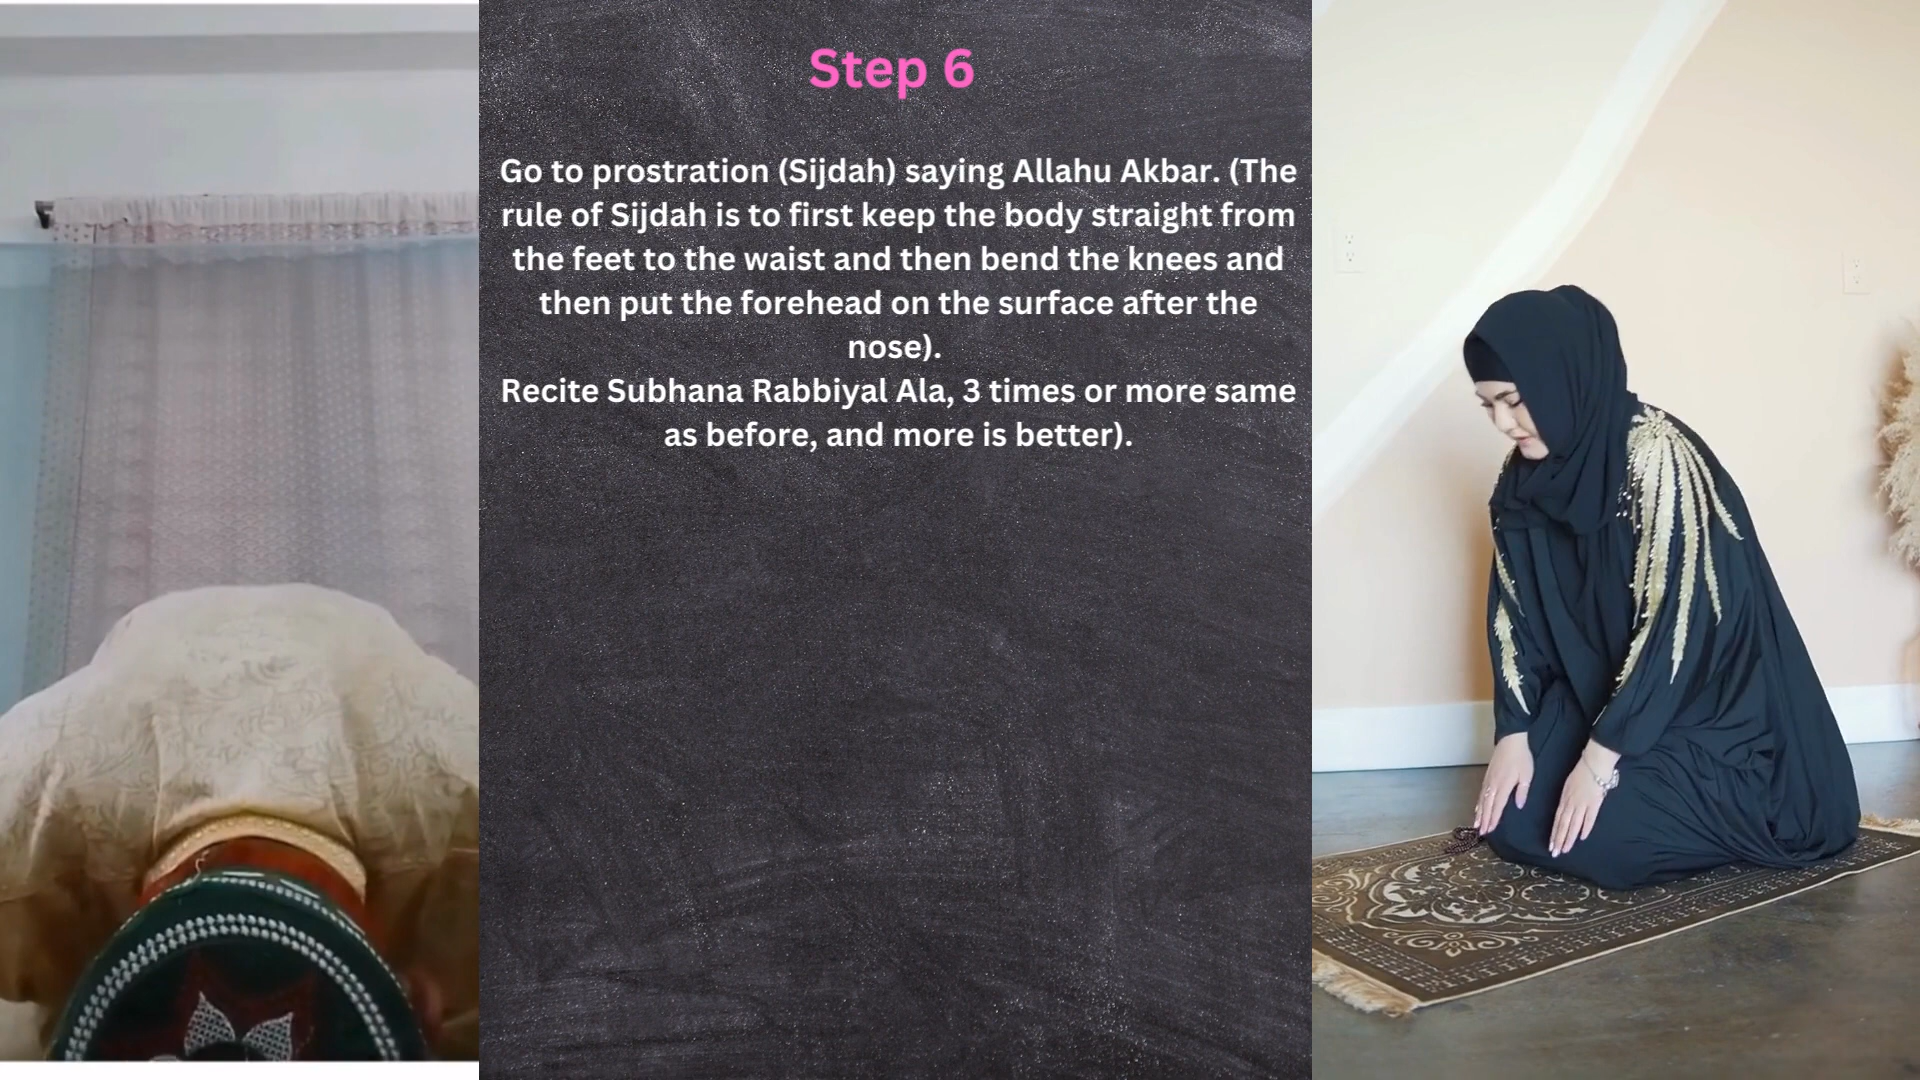 Step 6
Go to prostration (Sijdah) saying Allahu Akbar. (The
rule of Sijdah is to first keep the body straight from
the feet to the waist and then bend the knees and
then put the forehead on the surface after the
nose).
Recite Subhana Rabbiyal Ala, 3 times or more same
as before, and more is better).